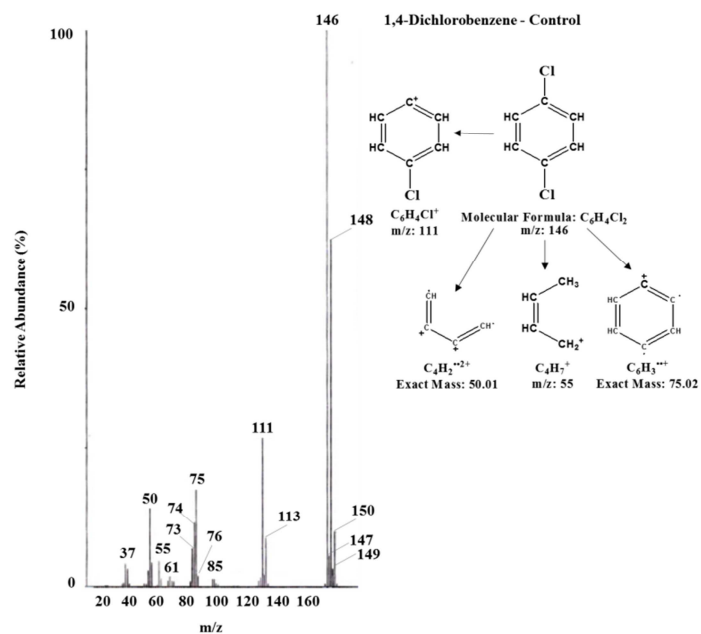 146
1,4-Dichlorobenzene - Control
100
Cl
C⁺
C
HC
CH
HC
CH
HC
CH
HC
CH
C
C
Cl
Cl
C₆H₄Cl⁺
m/z: 111
Molecular Formula: C₆H₄Cl₂
m/z: 146
148
Relative Abundance (%)
50
CH
CH
C
C
CH₃
HC
HC
CH₂⁺
C
HC
C
HC
CH
C
C₄H₂••2+
Exact Mass: 50.01
C₄H₇⁺
m/z: 55
C₆H₃••+
Exact Mass: 75.02
111
75
50
74
113
150
73
76
147
37
55
61
85
149
0
20 40 60 80 100 120 140 160
m/z